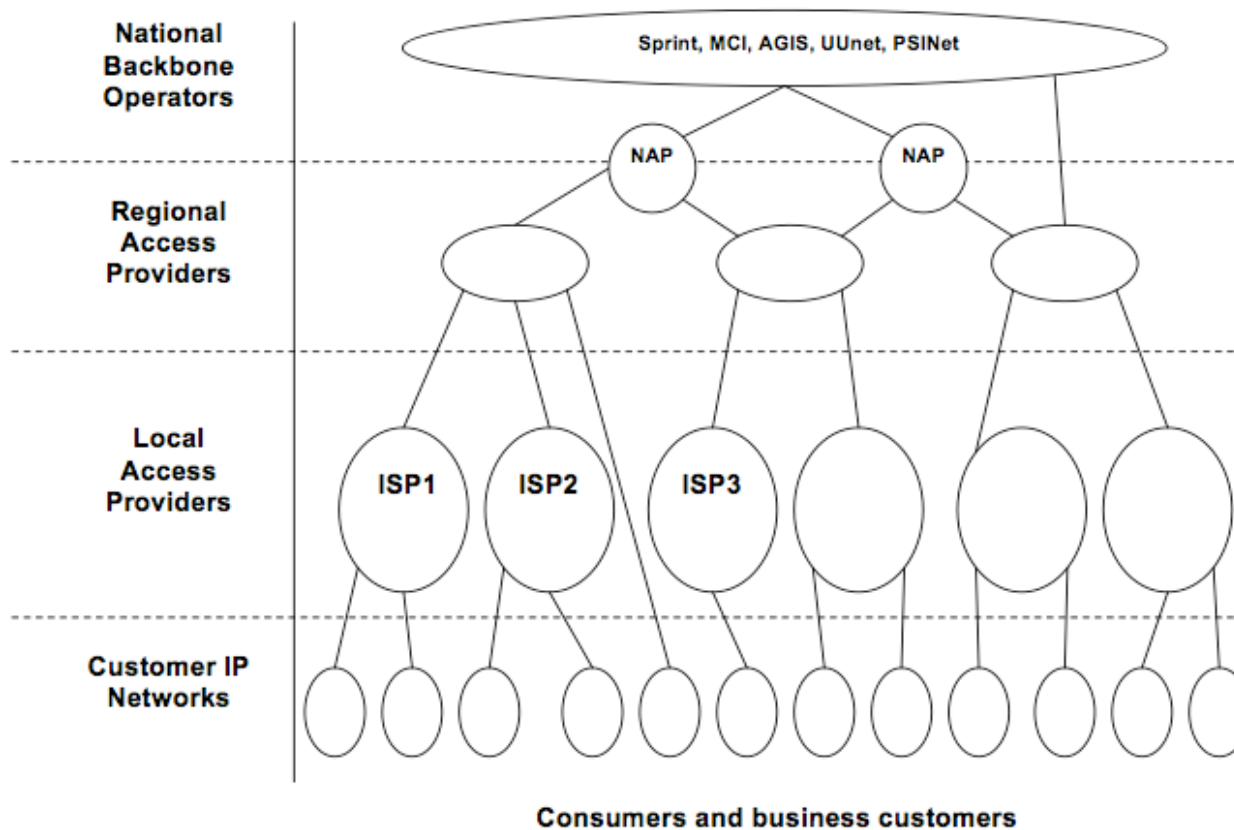 National
Backbone
Operators
Sprint, MCI, AGIS, UUnet, PSINet
NAP
NAP
Regional
Access
Providers
Local
Access
Providers
ISP1
ISP2
ISP3
Customer IP
Networks
Consumers and business customers